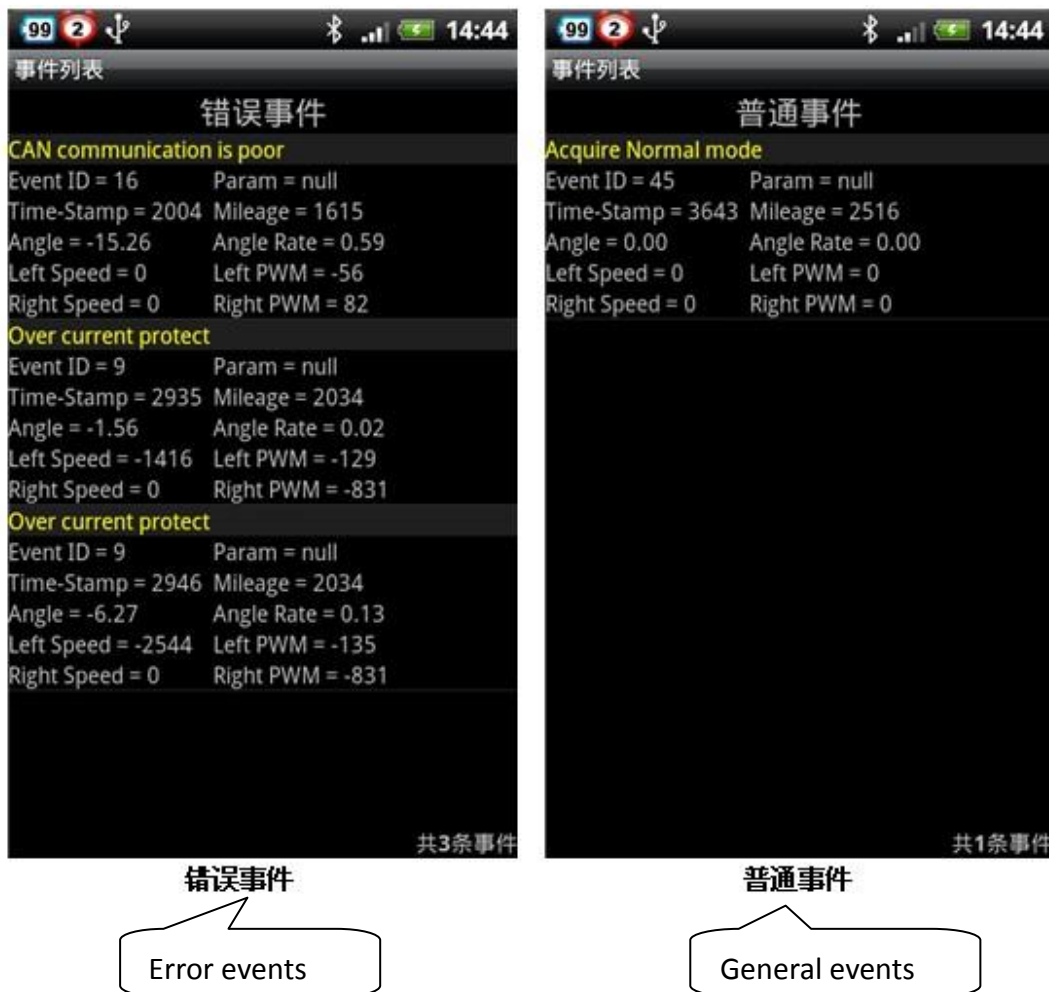 99 2 14:44
事件列表
错误事件
CAN communication is poor
Event ID = 16 Param = null
Time-Stamp = 2004 Mileage = 1615
Angle = -15.26 Angle Rate = 0.59
Left Speed = 0 Left PWM = -56
Right Speed = 0 Right PWM = 82
Over current protect
Event ID = 9 Param = null
Time-Stamp = 2935 Mileage = 2034
Angle = -1.56 Angle Rate = 0.02
Left Speed = -1416 Left PWM = -129
Right Speed = 0 Right PWM = -831
Over current protect
Event ID = 9 Param = null
Time-Stamp = 2946 Mileage = 2034
Angle = -6.27 Angle Rate = 0.13
Left Speed = -2544 Left PWM = -135
Right Speed = 0 Right PWM = -831
共3条事件
错误事件
Error events
99 2 14:44
事件列表
普通事件
Acquire Normal mode
Event ID = 45 Param = null
Time-Stamp = 3643 Mileage = 2516
Angle = 0.00 Angle Rate = 0.00
Left Speed = 0 Left PWM = 0
Right Speed = 0 Right PWM = 0
共1条事件
普通事件
General events